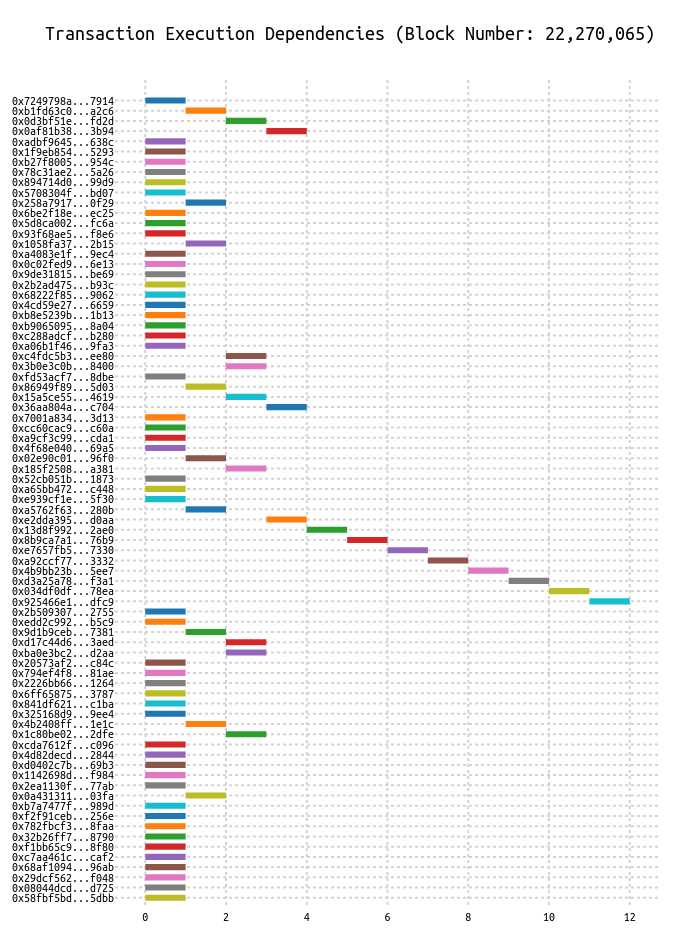 Transaction Execution Dependencies (Block Number: 22,270,065)
0x7249798a...7914
0xb1fd63c0...a2c6
0x0d3bf51e...fd2d
0x0af81b38...3b94
0xadbf9645...638c
0x1f9eb854...5293
0xb27f8005...954c
0x78c31ae2...5a26
0x894714d0...99d9
0x5708304f...bd07
0x258a7917...0f29
0x6be2f18e...ec25
0x5d8ca002...fc6a
0x93f68ae5...f8e6
0x1058fa37...2b15
0xa4083e1f...9ec4
0x0c02fed9...6e13
0x9de31815...be69
0x2b2ad475...b93c
0x68222f85...9062
0x4cd59e27...6659
0xb8e5239b...1b13
0xb9065095...8a04
0xc288adcf...b280
0xa06b1f46...9fa3
0xc4fdc5b3...ee80
0x3b0e3c0b...8400
0xfd53acf7...8dbe
0x86949f89...5d03
0x15a5ce55...4619
0x36aa804a...c704
0x7001a834...3d13
0xcc60cac9...c60a
0xa9cf3c99...cda1
0x4f68e040...69a5
0x02e90c01...96f0
0x185f2508...a381
0x52cb051b...1873
0xa65bb472...c448
0xe939cf1e...5f30
0xa5762f63...280b
0xe2dda395...d0aa
0x13d8f992...2ae0
0x8b9ca7a1...76b9
0xe7657fb5...7330
0xa92ccf77...3332
0x4b9bb23b...5ee7
0xd3a25a78...f3a1
0x034df0df...78ea
0x925466e1...dfc9
0x2b509307...2755
0xedd2c992...b5c9
0x9d1b9ceb...7381
0xd17c44d6...3aed
0xba0e3bc2...d2aa
0x20573af2...c84c
0x794ef4f8...81ae
0x2226bb66...1264
0x6ff65875...3787
0x841df621...c1ba
0x325168d9...9ee4
0x4b2408ff...1e1c
0x1c80be02...2dfe
0xcda7612f...c096
0x4d82decd...2844
0xd0402c7b...69b3
0x1142698d...f984
0x2ea1130f...77ab
0x0a431311...03fa
0xb7a7477f...989d
0xf2f91ceb...256e
0x782fbcf3...8faa
0x32b26ff7...8790
0xf1bb65c9...8f80
0xc7aa461c...caf2
0x68af1094...96ab
0x29dcf562...f048
0x08044dcd...d725
0x58fbf5bd...5dbb
0 2 4 6 8 10 12